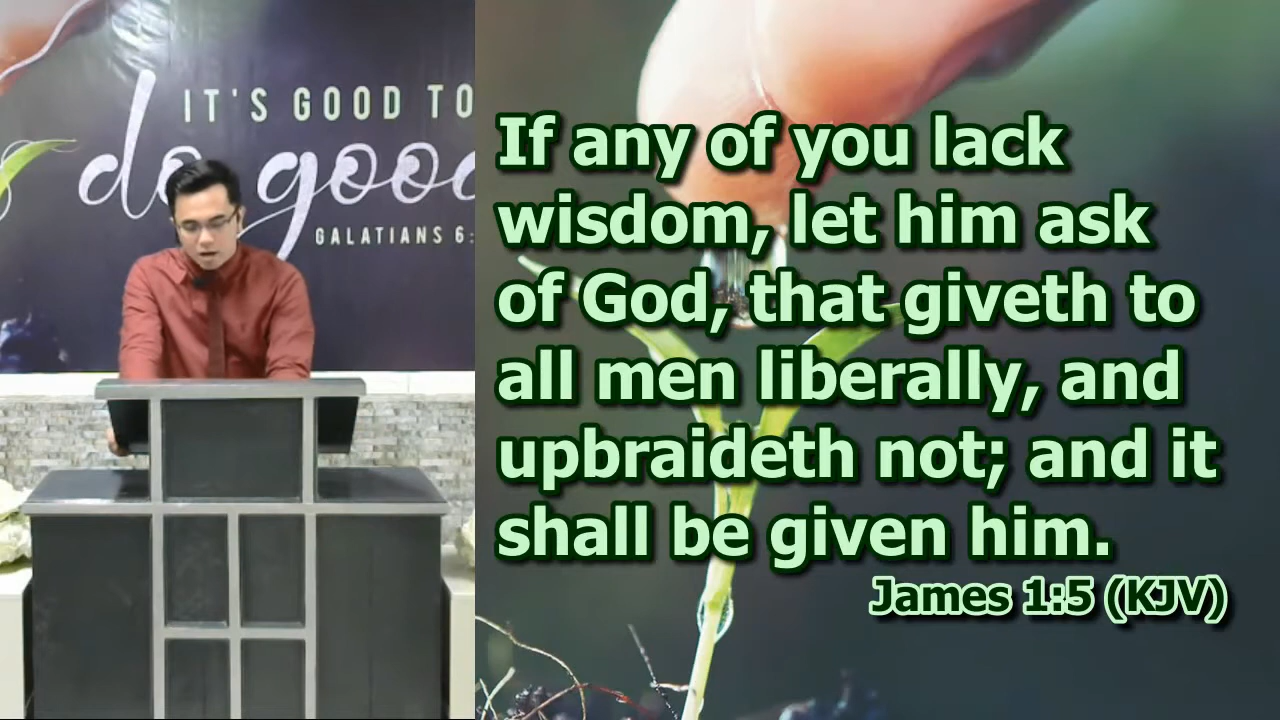 IT'S GOOD TO
do good
GALATIANS 6:
If any of you lack
wisdom, let him ask
of God, that giveth to
all men liberally, and
upbraideth not; and it
shall be given him.
James 1:5 (KJV)